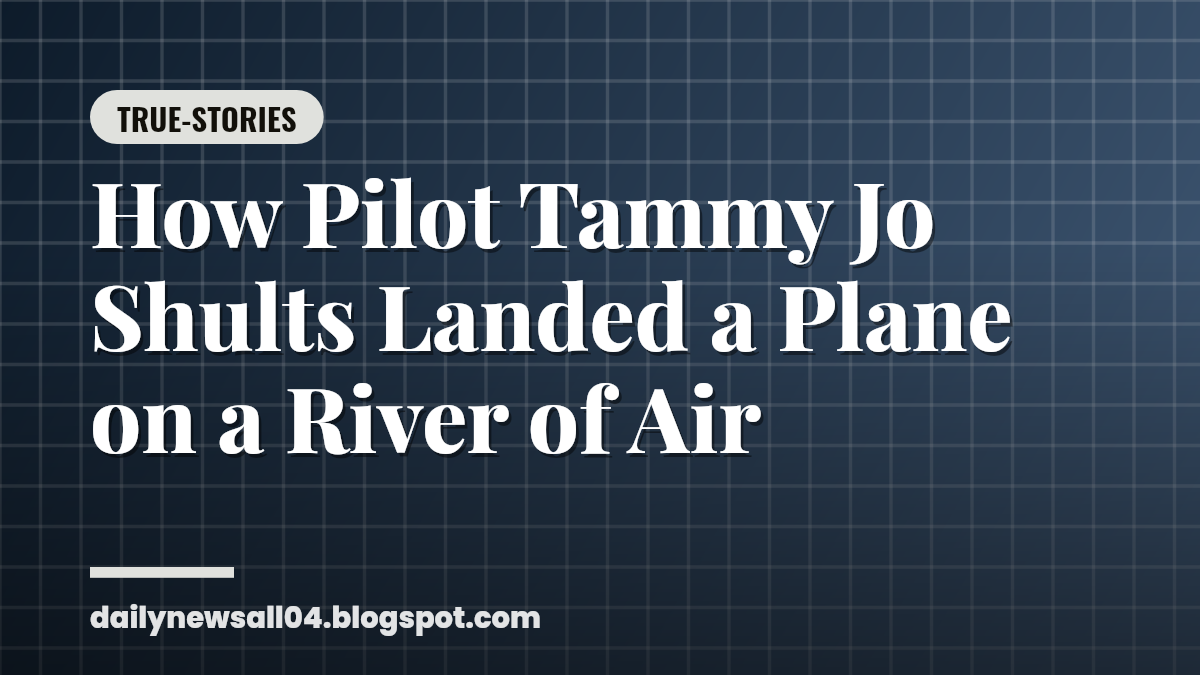 TRUE-STORIES
How Pilot Tammy Jo
Shults Landed a Plane
on a River of Air
dailynewsall04.blogspot.com